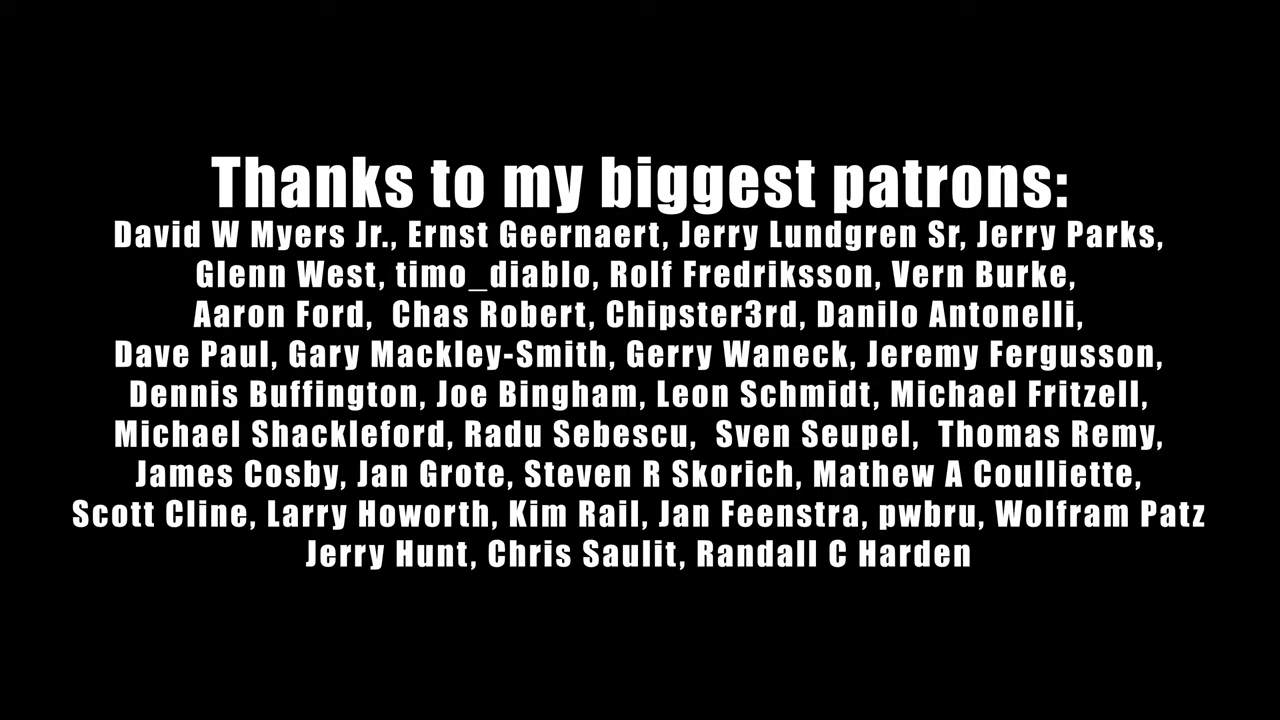 Thanks to my biggest patrons:
David W Myers Jr., Ernst Geernaert, Jerry Lundgren Sr, Jerry Parks,
Glenn West, timo_diablo, Rolf Fredriksson, Vern Burke,
Aaron Ford,  Chas Robert, Chipster3rd, Danilo Antonelli,
Dave Paul, Gary Mackley-Smith, Gerry Waneck, Jeremy Fergusson,
Dennis Buffington, Joe Bingham, Leon Schmidt, Michael Fritzell,
Michael Shackleford, Radu Sebescu,  Sven Seupel,  Thomas Remy,
James Cosby, Jan Grote, Steven R Skorich, Mathew A Coulliette,
Scott Cline, Larry Howorth, Kim Rail, Jan Feenstra, pwbru, Wolfram Patz
Jerry Hunt, Chris Saulit, Randall C Harden